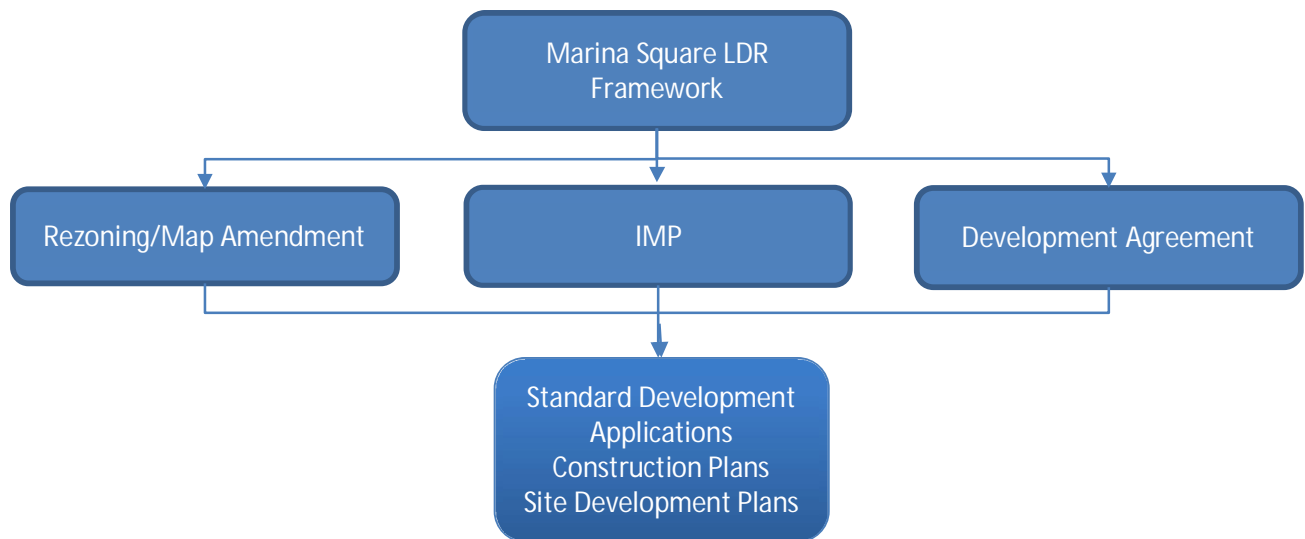 Marina Square LDR
Framework
Rezoning/Map Amendment
IMP
Development Agreement
Standard Development
Applications
Construction Plans
Site Development Plans